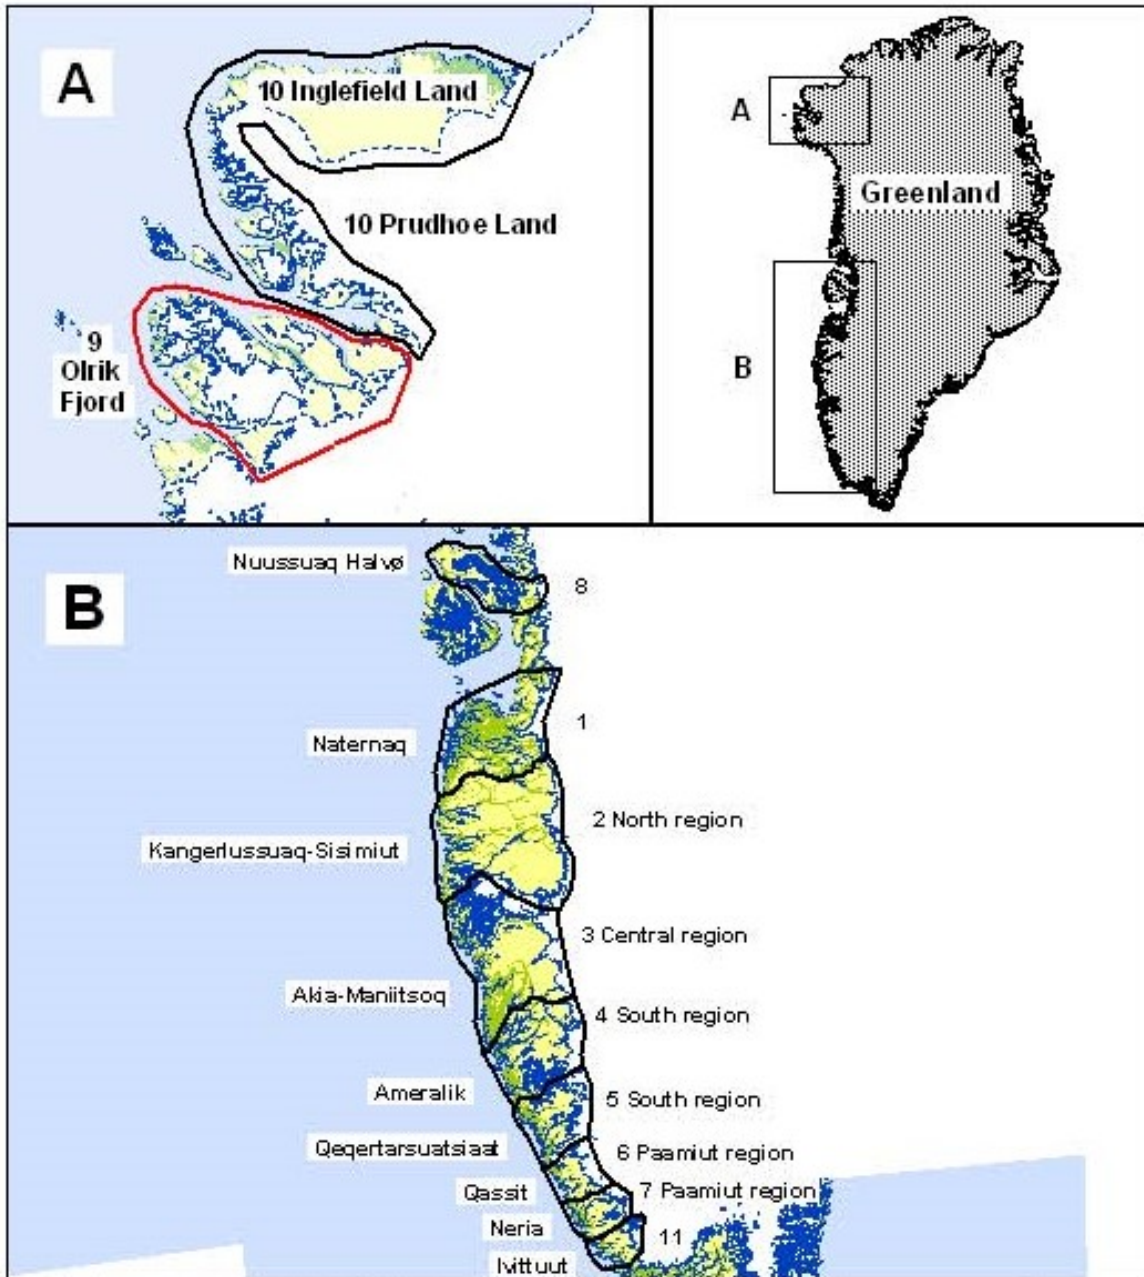 A
10 Inglefield Land
10 Prudhoe Land
9
Olrik
Fjord
A
Greenland
B
B
Nuussuaq Halvø
8
1
Naternaq
2 North region
Kangerlussuaq-Sisimiut
3 Central region
Akia-Maniitsoq
4 South region
Ameralik
5 South region
Qeqertarsuatsiaat
6 Paamiut region
Qassit
7 Paamiut region
Neria
11
Ivittuut